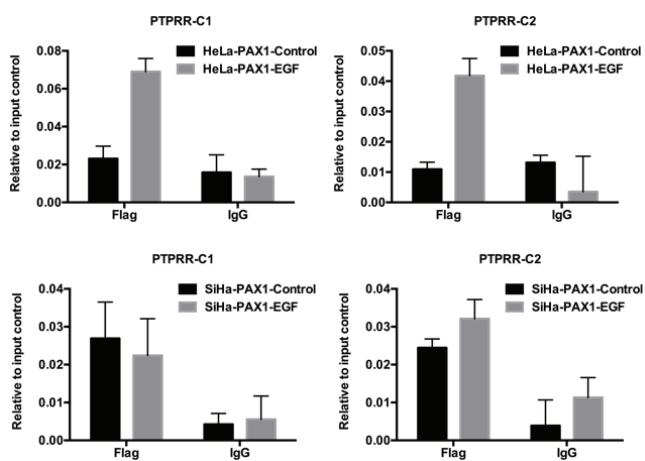 PTPRR-C1
HeLa-PAX1-Control
HeLa-PAX1-EGF
Relative to input control
0.08
0.06
0.04
0.02
0.00
Flag
IgG
PTPRR-C2
HeLa-PAX1-Control
HeLa-PAX1-EGF
Relative to input control
0.05
0.04
0.03
0.02
0.01
0.00
Flag
IgG
PTPRR-C1
SiHa-PAX1-Control
SiHa-PAX1-EGF
Relative to input control
0.04
0.03
0.02
0.01
0.00
Flag
IgG
PTPRR-C2
SiHa-PAX1-Control
SiHa-PAX1-EGF
Relative to input control
0.04
0.03
0.02
0.01
0.00
Flag
IgG